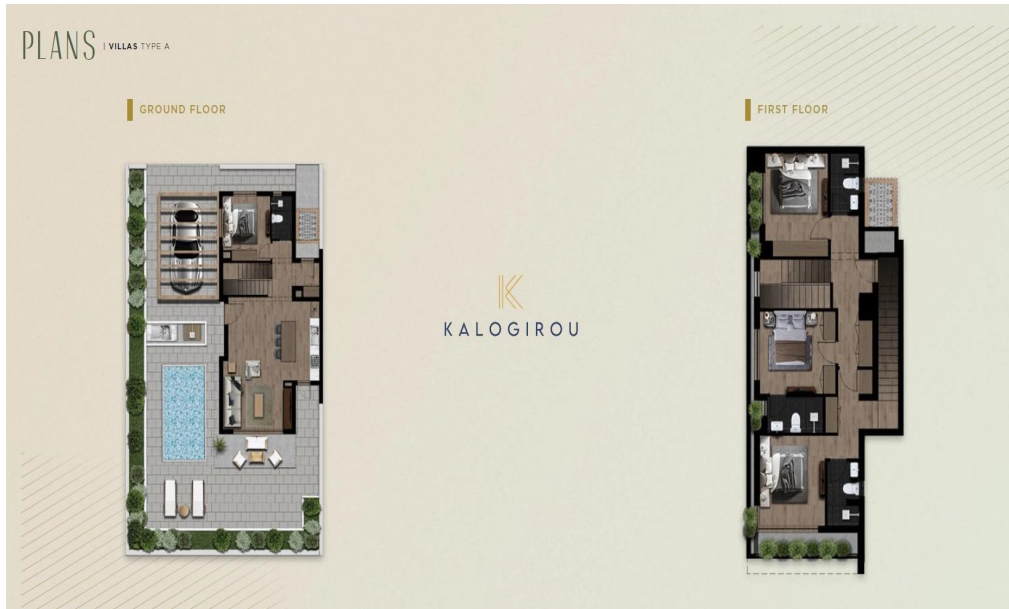 PLANS | VILLAS TYPE A
GROUND FLOOR
FIRST FLOOR
KALOGIROU